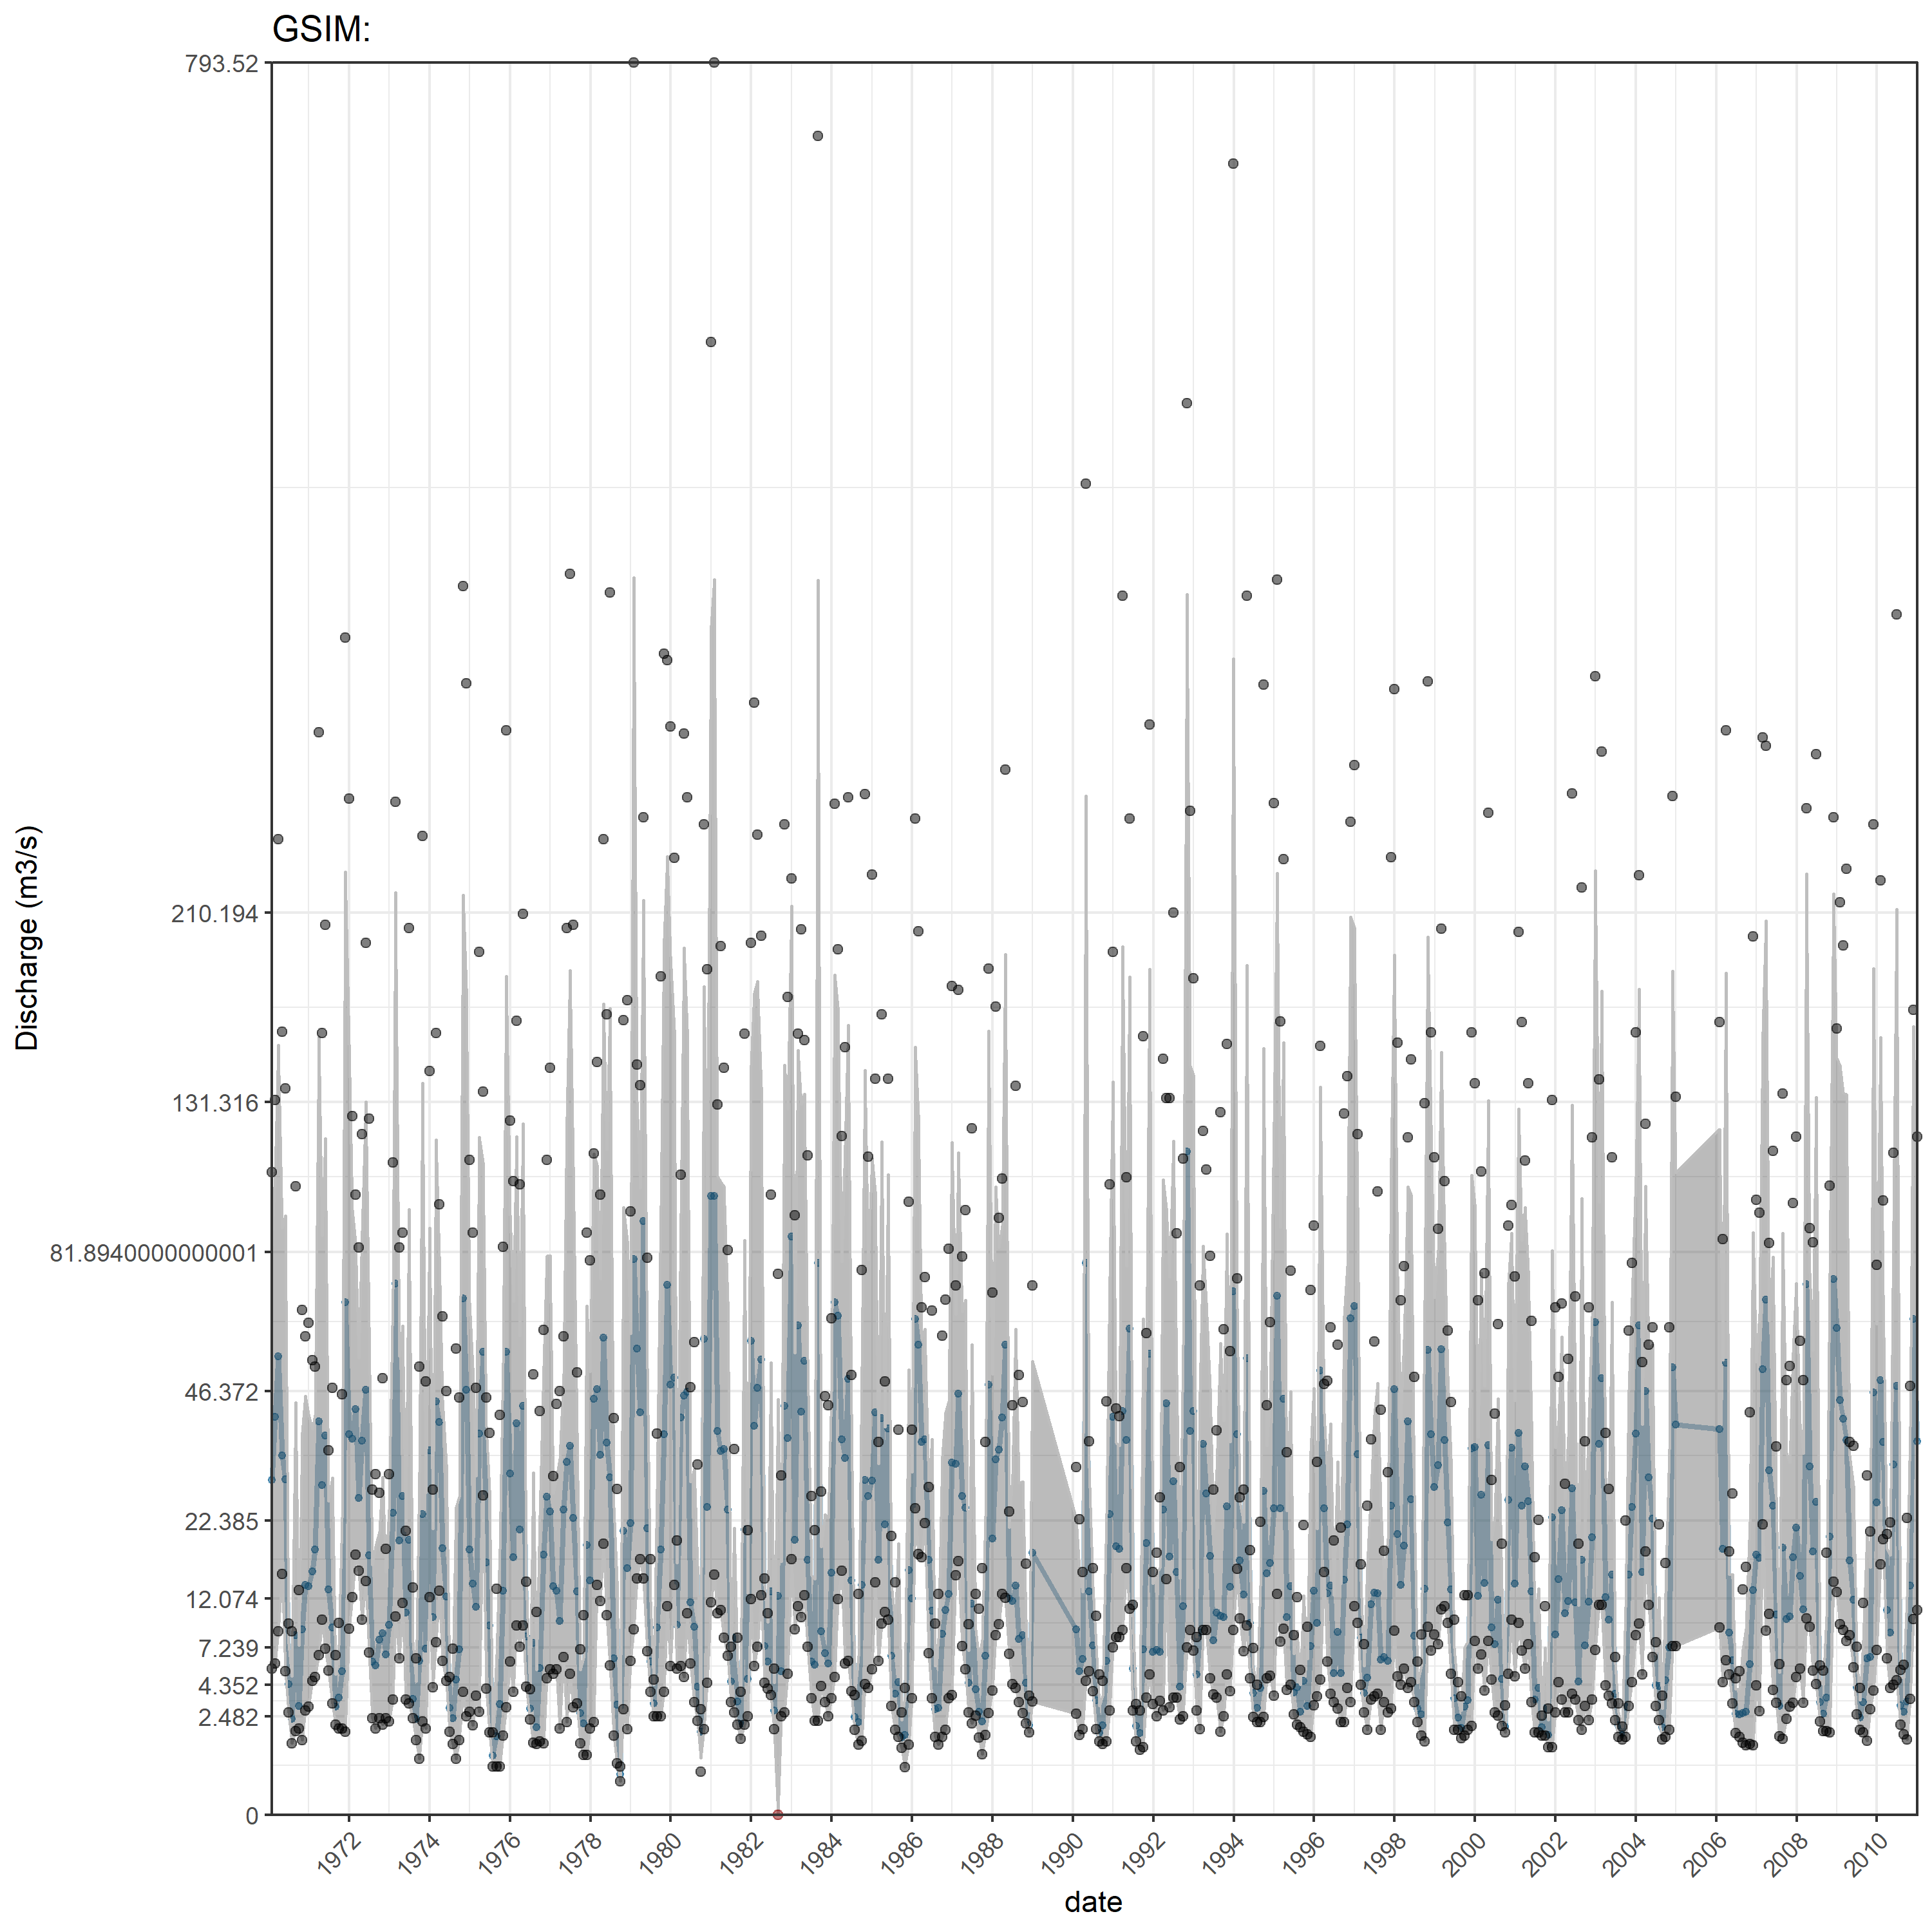 GSIM:
793.52
210.194
131.316
81.8940000000001
46.372
22.385
12.074
7.239
4.352
2.482
0
Discharge (m3/s)
1972 1974 1976 1978 1980 1982 1984 1986 1988 1990 1992 1994 1996 1998 2000 2002 2004 2006 2008 2010
date